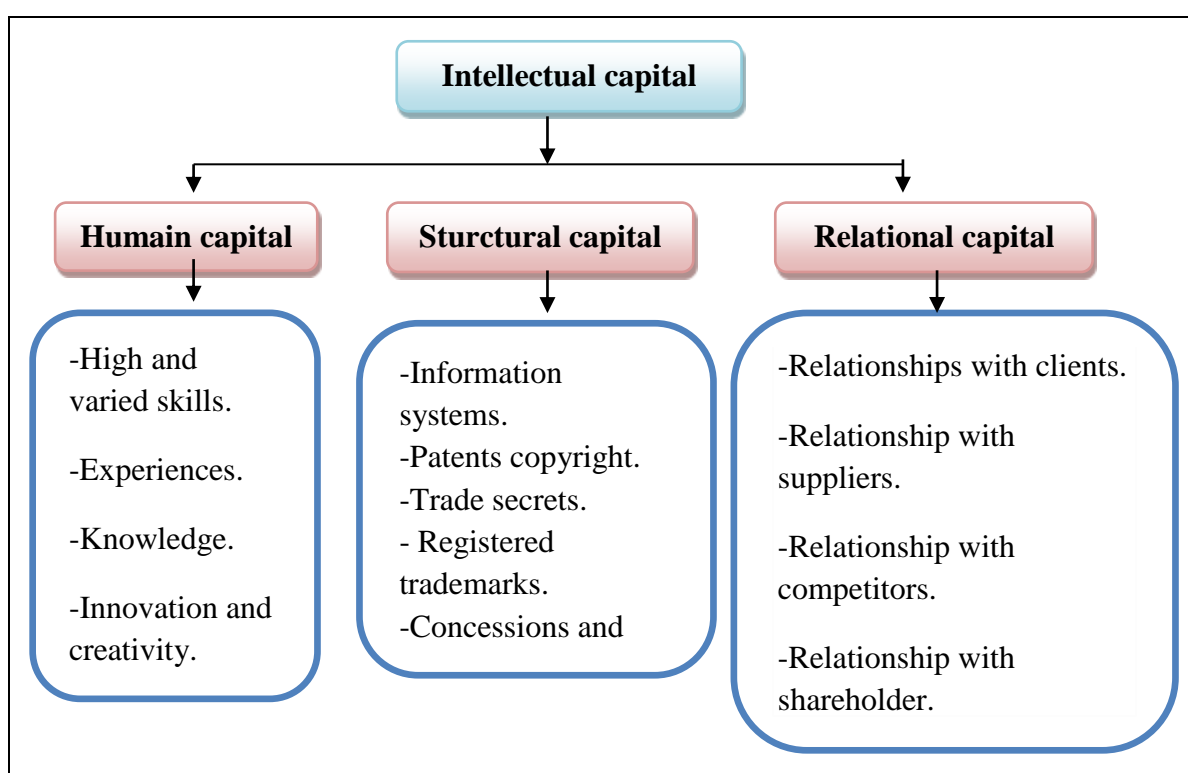 Intellectual capital
Humain capital
Sturctural capital
Relational capital
-High and
varied skills.
-Experiences.
-Knowledge.
-Innovation and
creativity.
-Information
systems.
-Patents copyright.
-Trade secrets.
- Registered
trademarks.
-Concessions and
-Relationships with clients.
-Relationship with
suppliers.
-Relationship with
competitors.
-Relationship with
shareholder.